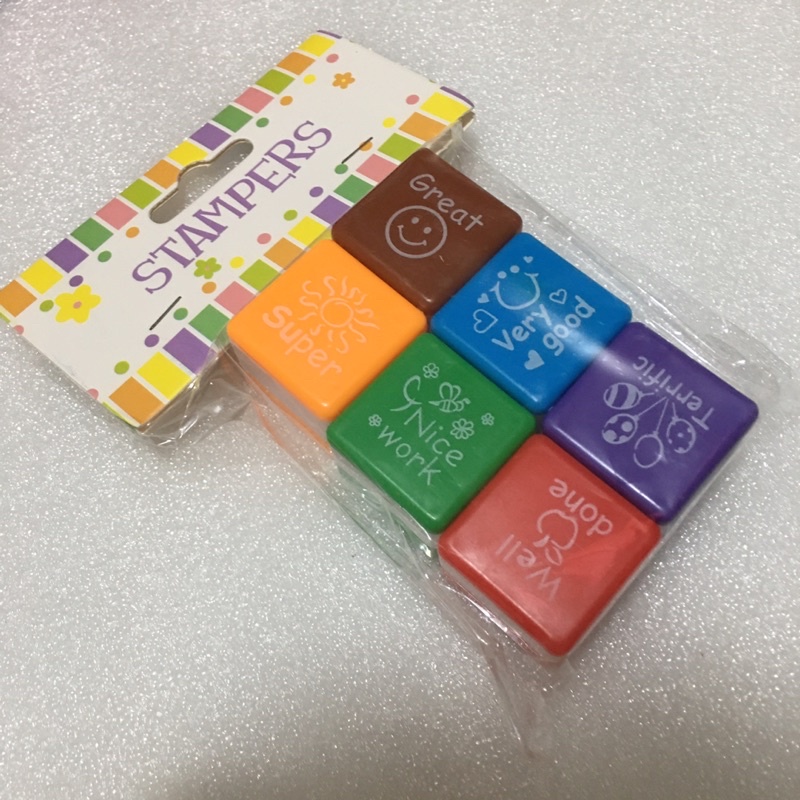 STAMPERS
Great
Super
Very
good
Nice
work
Terrific
Well
done